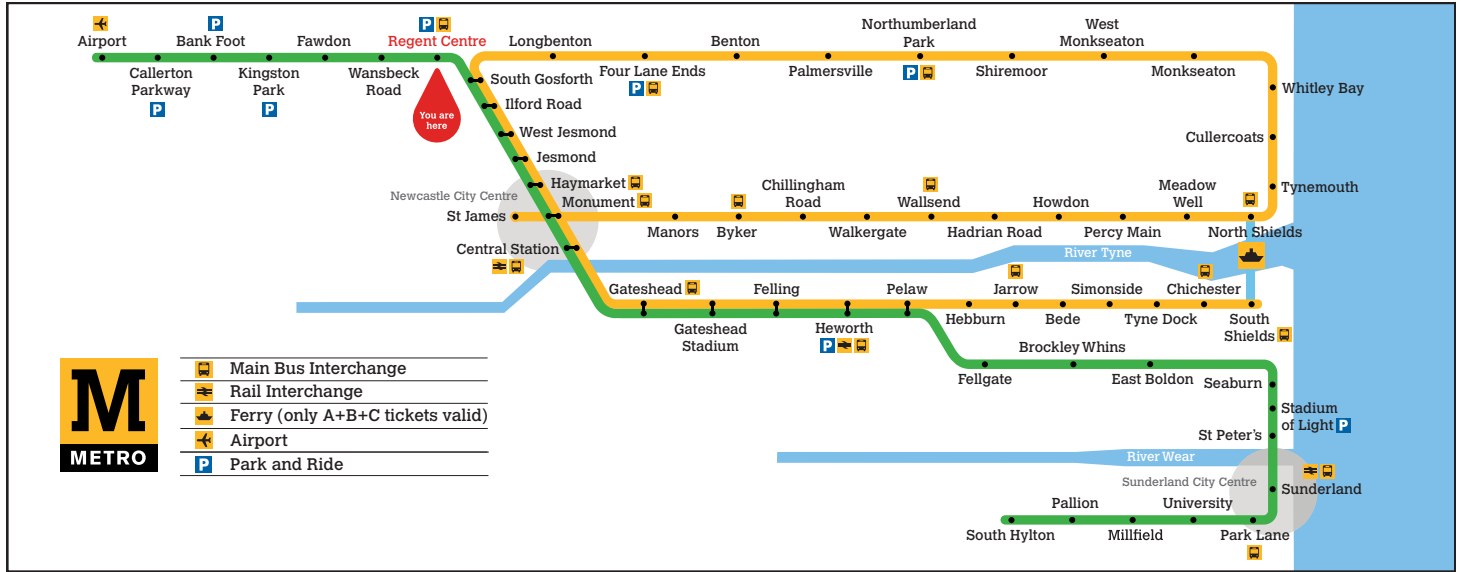 Airport
Callerton
Parkway
P
Bank Foot
P
Kingston
Park
P
Fawdon
Wansbeck
Road
P
Regent Centre
You are
here
South Gosforth
Longbenton
Four Lane Ends
P
Benton
Palmersville
Northumberland
Park
P
Shiremoor
West
Monkseaton
Monkseaton
Whitley Bay
Cullercoats
Tynemouth
Ilford Road
West Jesmond
Jesmond
Haymarket
Newcastle City Centre
Monument
St James
Central Station
Manors
Byker
Chillingham
Road
Walkergate
Wallsend
Hadrian Road
Howdon
Percy Main
Meadow
Well
North Shields
River Tyne
Gateshead
Gateshead
Stadium
Felling
Heworth
P
Pelaw
Hebburn
Jarrow
Bede
Simonside
Tyne Dock
Chichester
South
Shields
Fellgate
Brockley Whins
East Boldon
Seaburn
Stadium
of Light P
St Peter's
River Wear
Sunderland City Centre
Sunderland
Park Lane
University
Millfield
Pallion
South Hylton
M
METRO
Main Bus Interchange
Rail Interchange
Ferry (only A+B+C tickets valid)
Airport
P Park and Ride